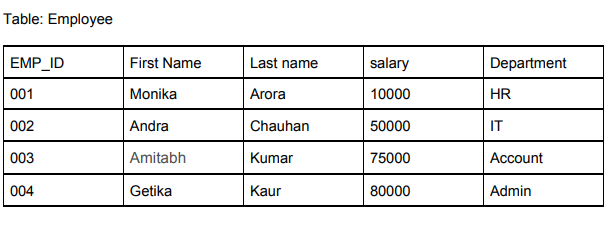 Table: Employee
EMP_ID First Name Last name salary Department
001 Monika Arora 10000 HR
002 Andra Chauhan 50000 IT
003 Amitabh Kumar 75000 Account
004 Getika Kaur 80000 Admin